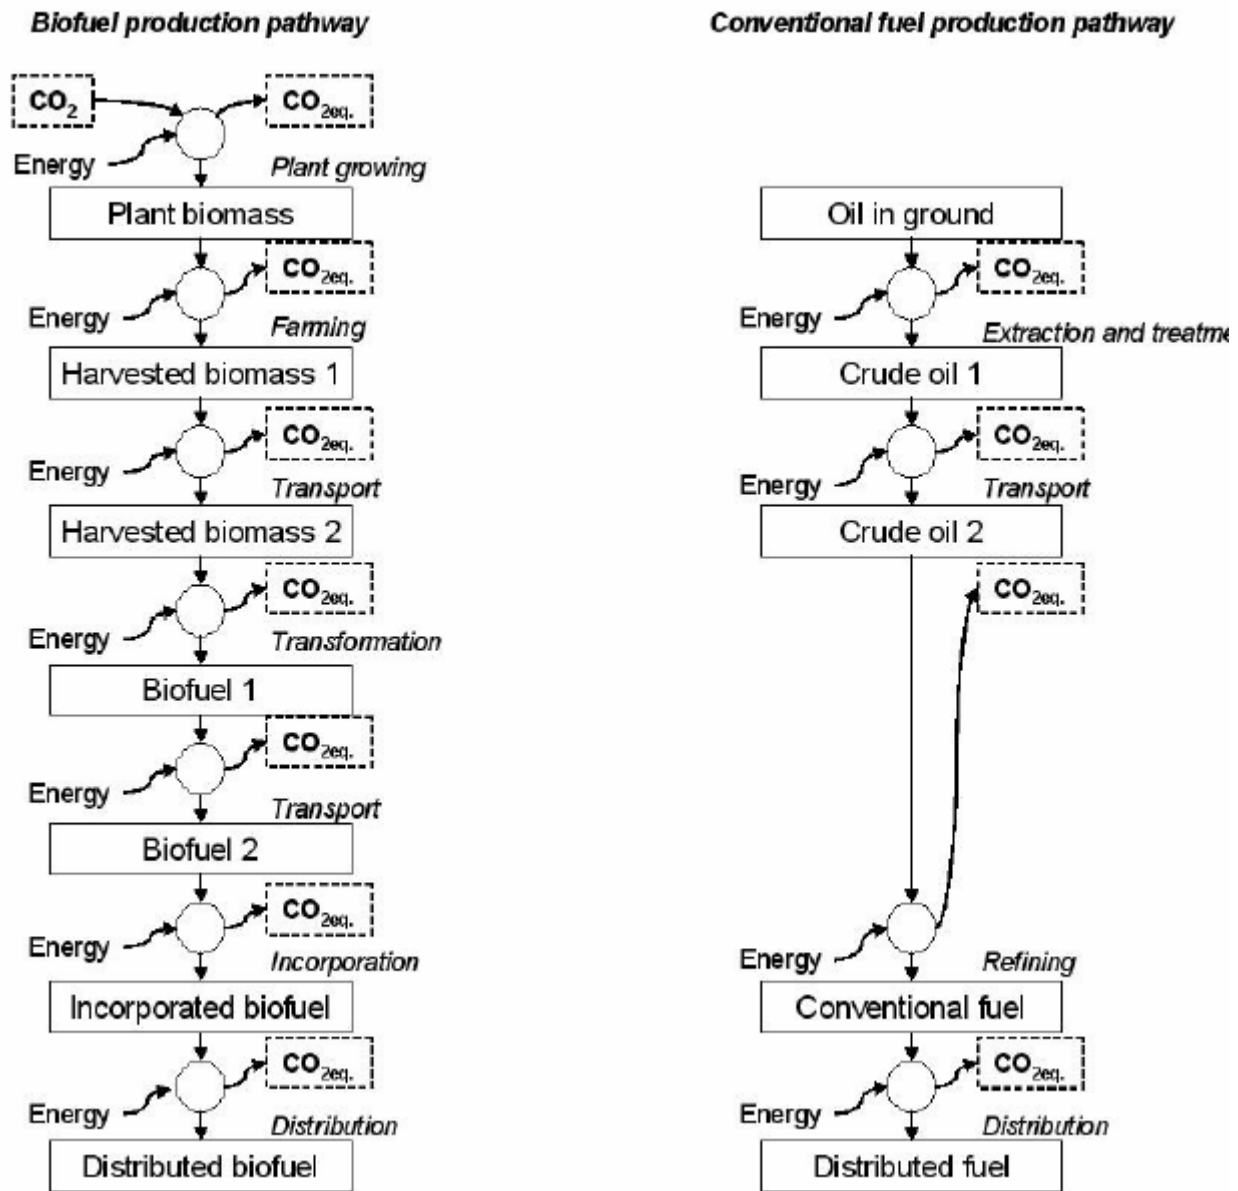 Biofuel production pathway
CO2
CO2eq.
Energy
Plant growing
Plant biomass
CO2eq.
Energy
Farming
Harvested biomass 1
CO2eq.
Energy
Transport
Harvested biomass 2
CO2eq.
Energy
Transformation
Biofuel 1
CO2eq.
Energy
Transport
Biofuel 2
CO2eq.
Energy
Incorporation
Incorporated biofuel
CO2eq.
Energy
Distribution
Distributed biofuel
Conventional fuel production pathway
Oil in ground
CO2eq.
Energy
Extraction and treatme
Crude oil 1
CO2eq.
Energy
Transport
Crude oil 2
CO2eq.
Energy
Refining
Conventional fuel
CO2eq.
Energy
Distribution
Distributed fuel